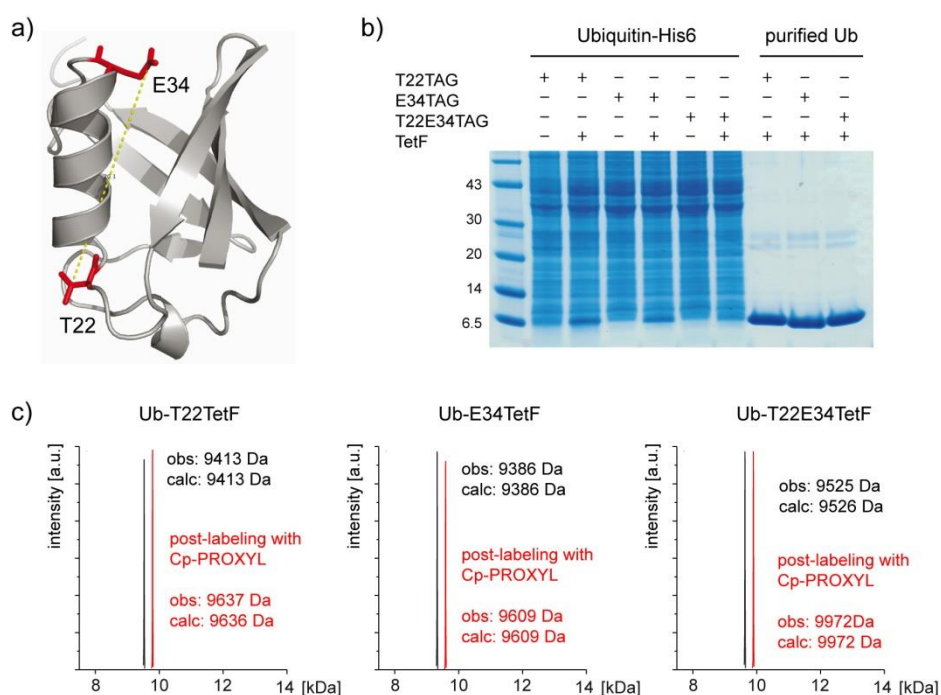 a)
E34
T22
b)
Ubiquitin-His6 purified Ub
T22TAG + + − − − − + − −
E34TAG − − + + − − − + −
T22E34TAG − − − − + + − − +
TetF − + − + − + + + +
43
30
20
14
6.5
c)
Ub-T22TetF
intensity [a.u.]
obs: 9413 Da
calc: 9413 Da
post-labeling with
Cp-PROXYL
obs: 9637 Da
calc: 9636 Da
8 10 12 14 [kDa]
Ub-E34TetF
intensity [a.u.]
obs: 9386 Da
calc: 9386 Da
post-labeling with
Cp-PROXYL
obs: 9609 Da
calc: 9609 Da
8 10 12 14 [kDa]
Ub-T22E34TetF
intensity [a.u.]
obs: 9525 Da
calc: 9526 Da
post-labeling with
Cp-PROXYL
obs: 9972Da
calc: 9972 Da
8 10 12 14 [kDa]